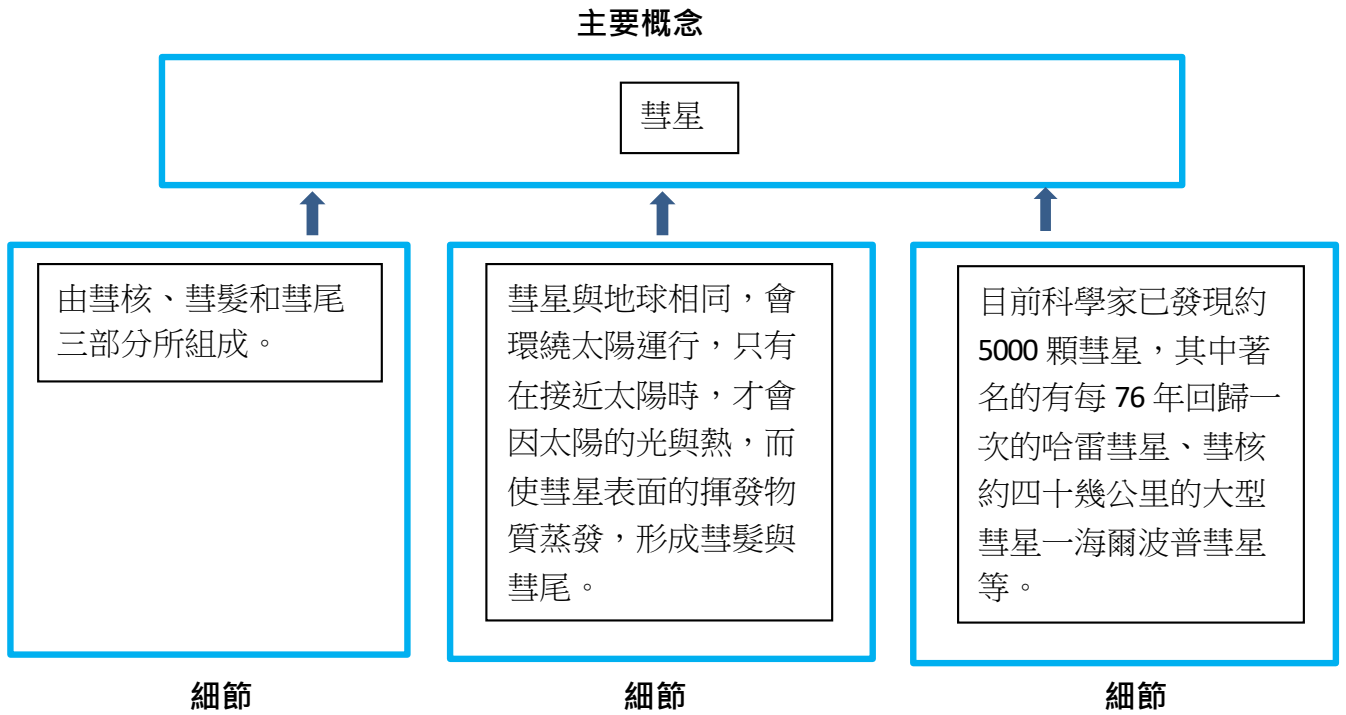 主要概念
彗星
由彗核、彗髮和彗尾
三部分所組成。
彗星與地球相同，會
環繞太陽運行，只有
在接近太陽時，才會
因太陽的光與熱，而
使彗星表面的揮發物
質蒸發，形成彗髮與
彗尾。
目前科學家已發現約
5000 顆彗星，其中著
名的有每 76 年回歸一
次的哈雷彗星、彗核
約四十幾公里的大型
彗星一海爾波普彗星
等。
細節
細節
細節